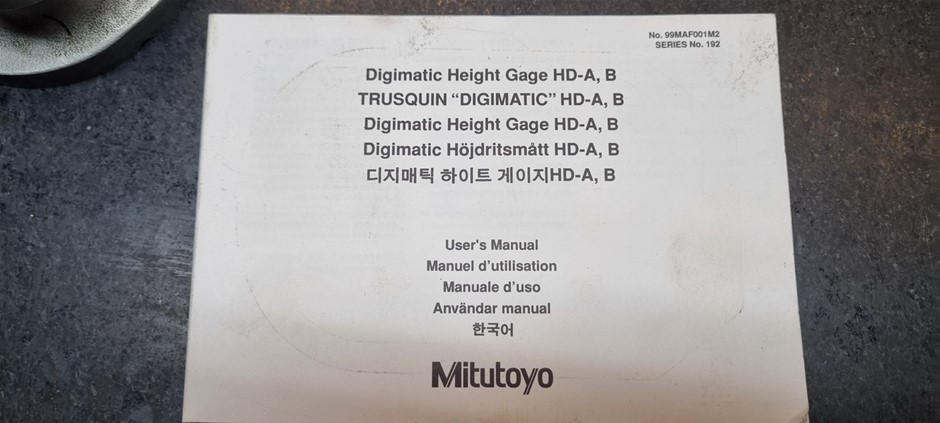 No. 99MAF001M2
SERIES No. 192
Digimatic Height Gage HD-A, B
TRUSQUIN “DIGIMATIC” HD-A, B
Digimatic Height Gage HD-A, B
Digimatic Höjdritsmått HD-A, B
디지매틱 하이트 게이지HD-A, B
User's Manual
Manuel d’utilisation
Manuale d’uso
Användar manual
한국어
Mitutoyo